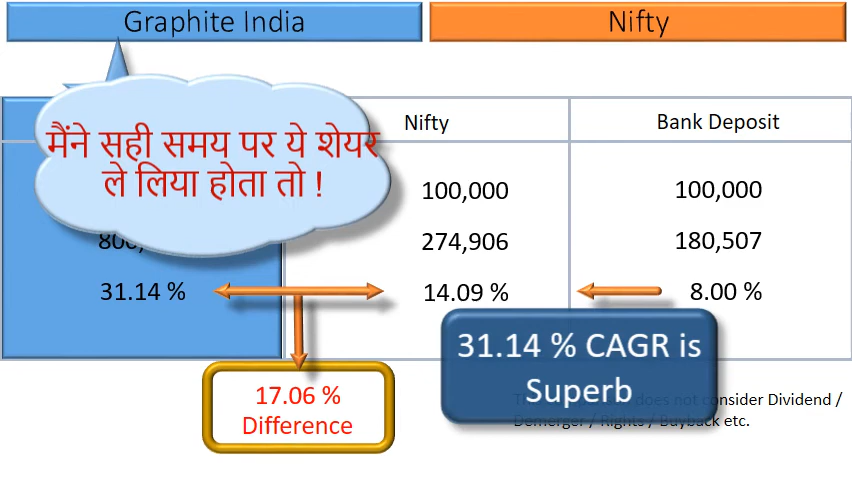 Graphite India
Nifty
मैंने सही समय पर ये शेयर
ले लिया होता तो !
Nifty
Bank Deposit
100,000
100,000
274,906
180,507
31.14 %
14.09 %
8.00 %
31.14 % CAGR is
Superb
17.06 %
Difference
does not consider Dividend /
Demerger / Rights / Buyback etc.